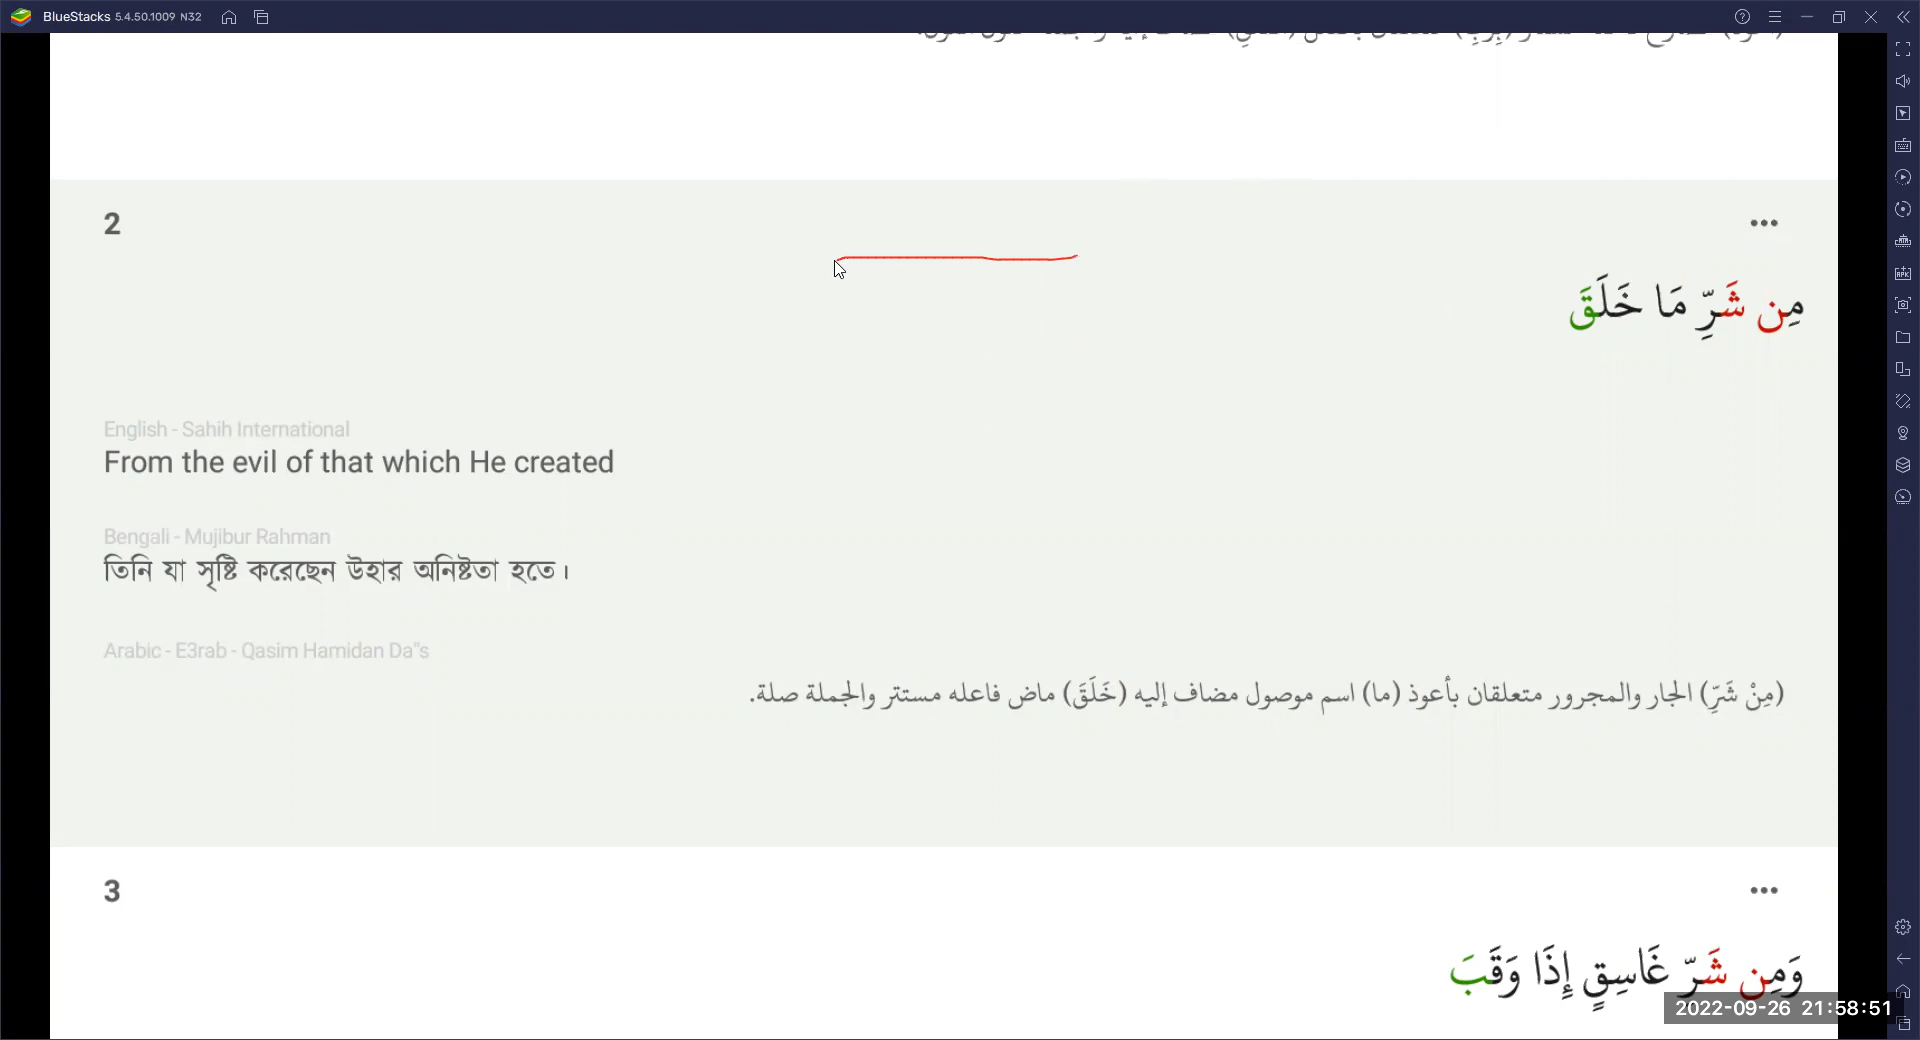 BlueStacks 5.4.50.1009 N32
2
مِن شَرِّ مَا خَلَقَ
English - Sahih International
From the evil of that which He created
Bengali - Mujibur Rahman
তিনি যা সৃষ্টি করেছেন উহার অনিষ্টতা হতে।
Arabic - E3rab - Qasim Hamidan Da"s
(مِنْ شَرِّ) الجار والمجرور متعلقان بأعوذ (ما) اسم موصول مضاف إليه (خَلَقَ) ماض فاعله مستتر والجملة صلة.
3
وَمِن شَرِّ غَاسِقٍ إِذَا وَقَبَ
2022-09-26 21:58:51